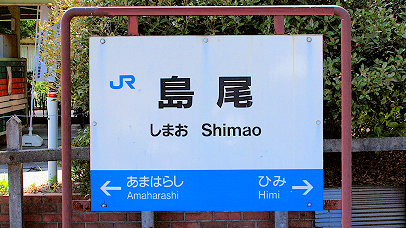 JR
島尾
しまお Shimao
← あまはらし ひみ →
Amaharashi Himi